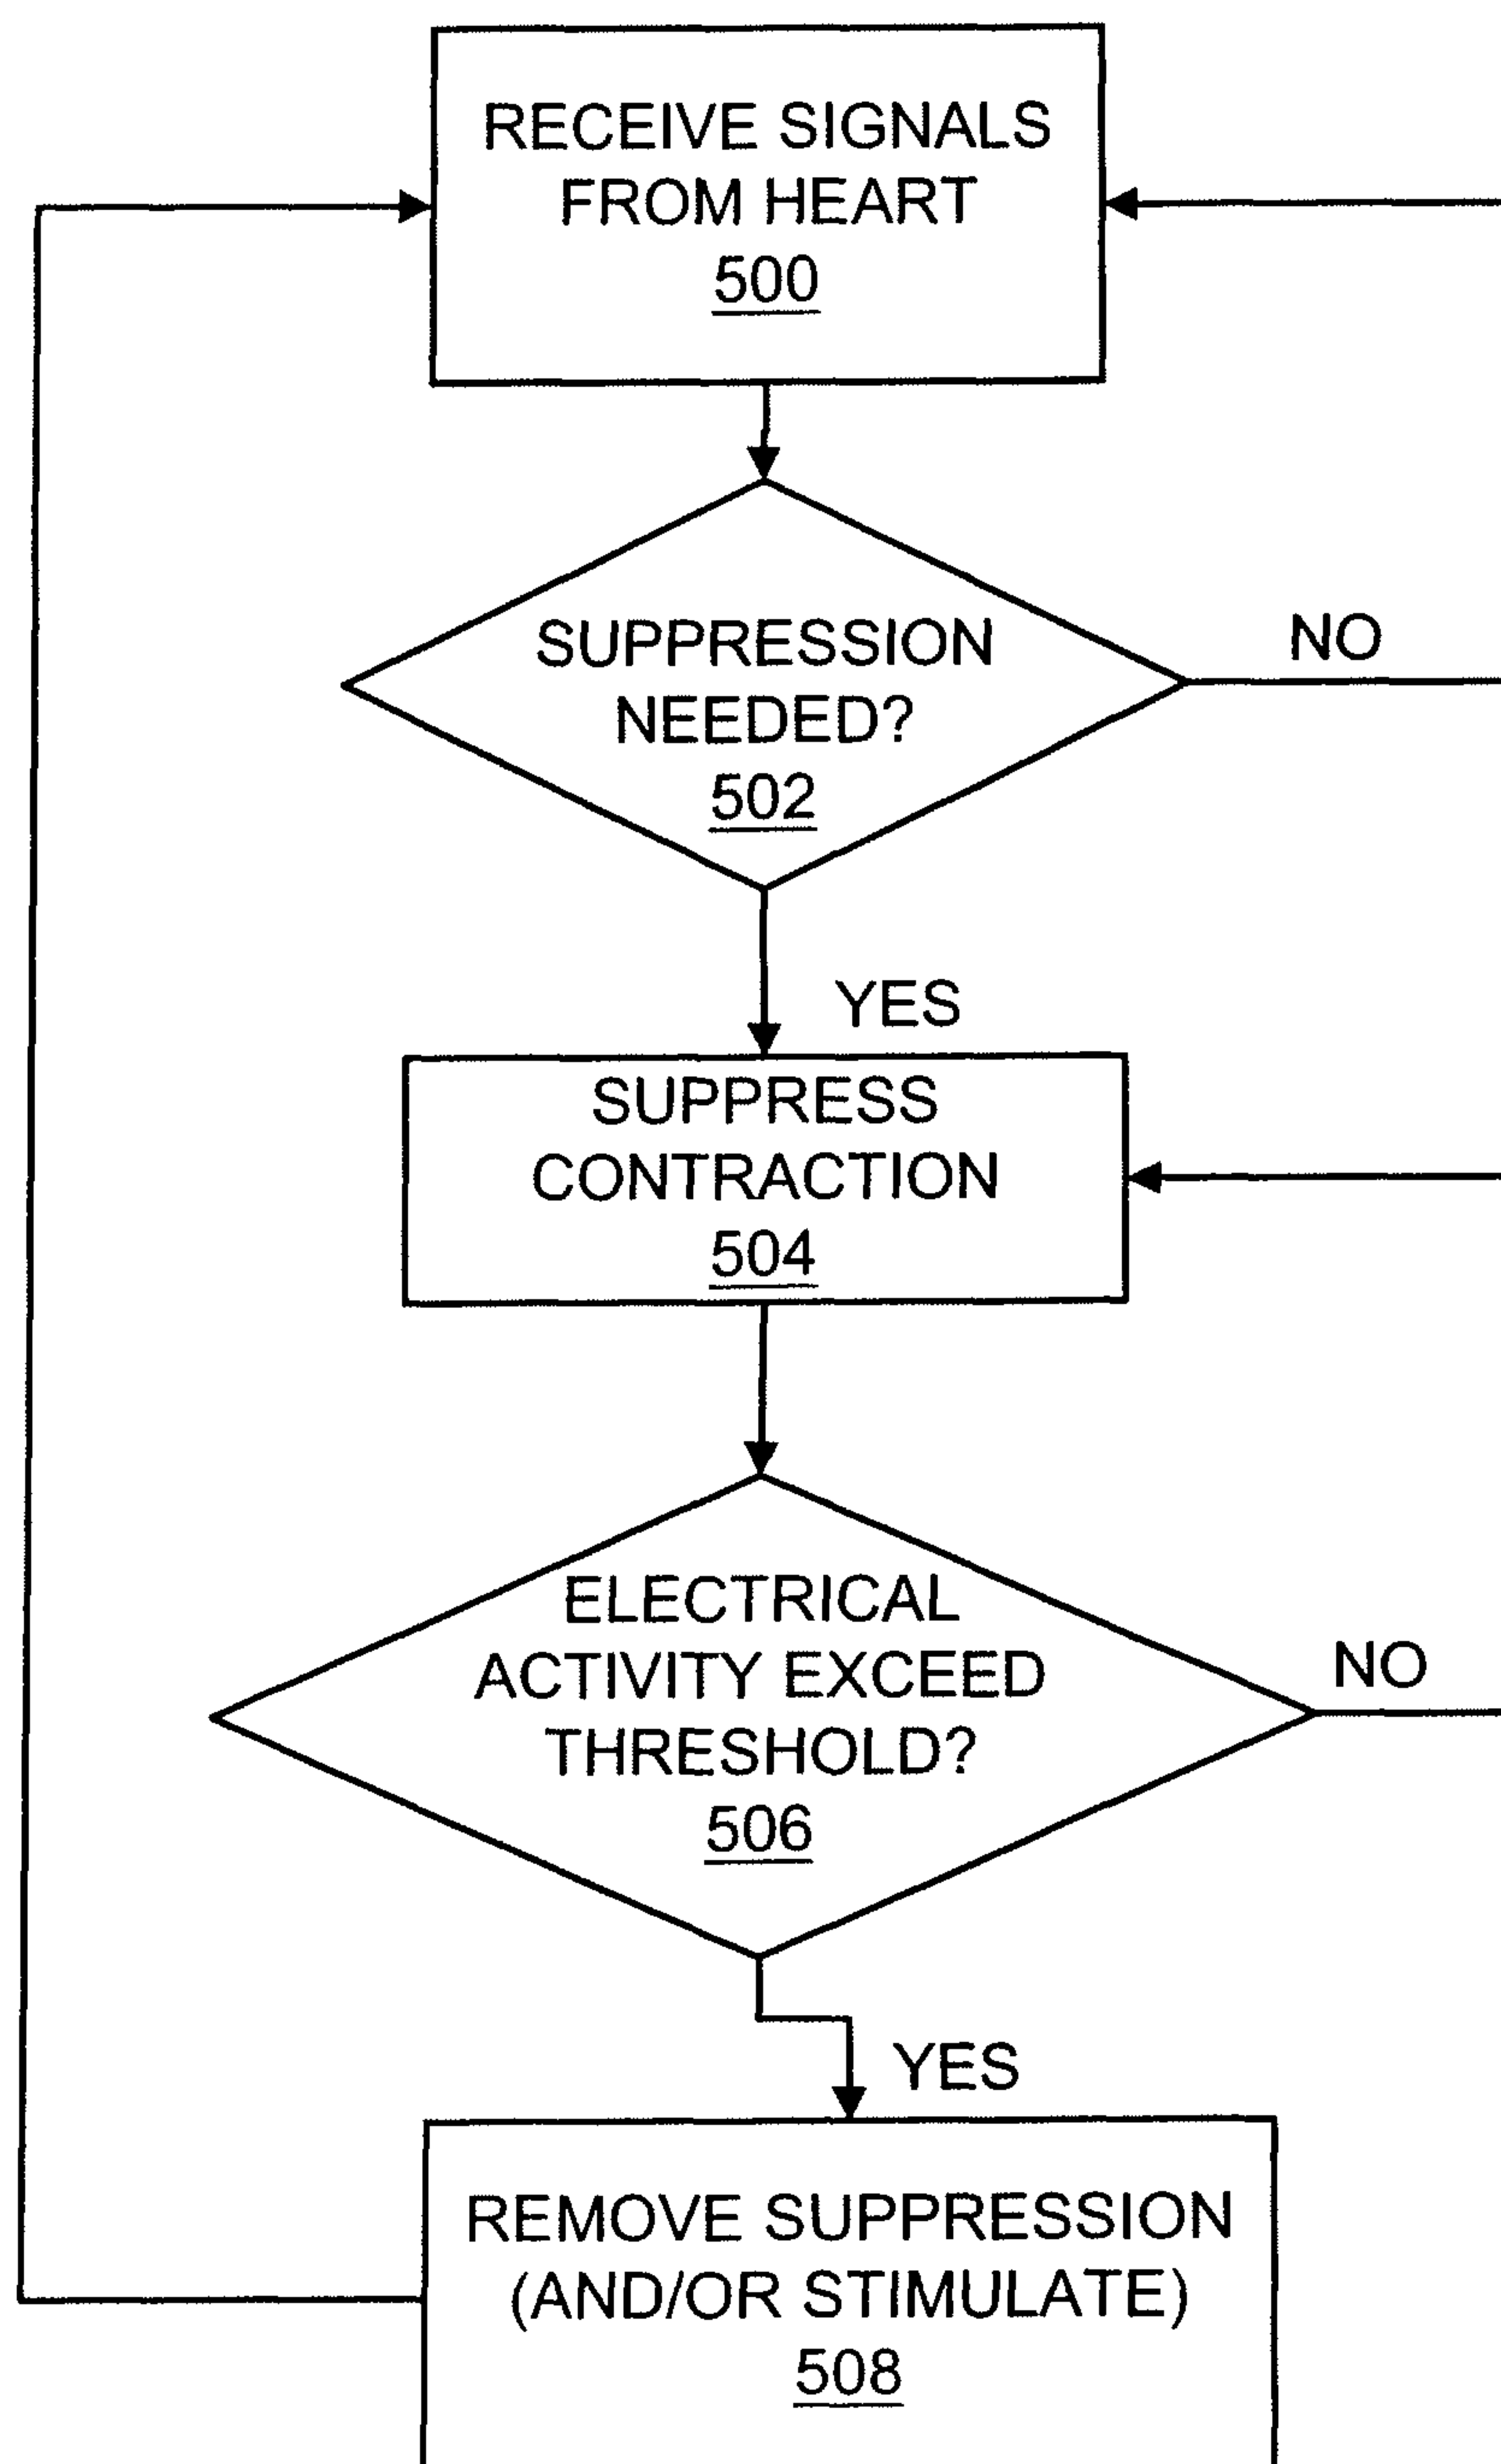 RECEIVE SIGNALS
FROM HEART
500
SUPPRESSION
NEEDED?
502
NO
YES
SUPPRESS
CONTRACTION
504
ELECTRICAL
ACTIVITY EXCEED
THRESHOLD?
506
NO
YES
REMOVE SUPPRESSION
(AND/OR STIMULATE)
508